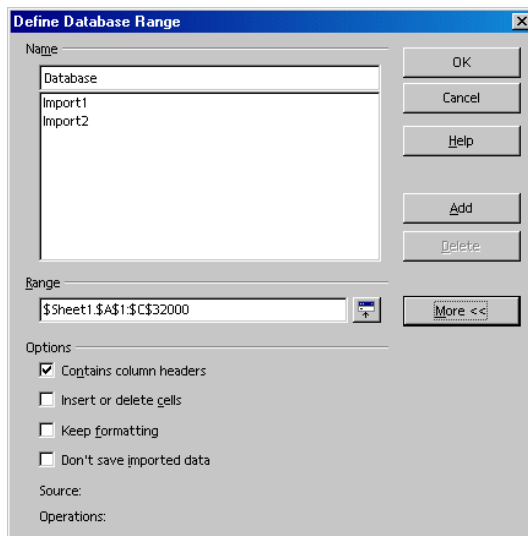 Define Database Range
Name
Database
Import1
Import2
OK
Cancel
Help
Add
Delete
Range
$Sheet1.$A$1:$C$32000
More <<
Options
Contains column headers
Insert or delete cells
Keep formatting
Don't save imported data
Source:
Operations: